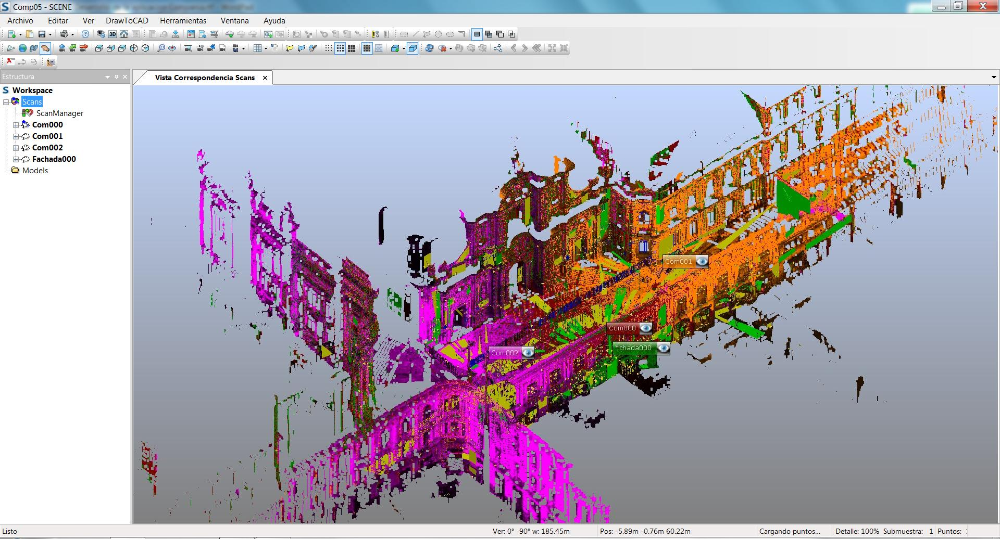 Comp05 - SCENE
Archivo Editar Ver DrawToCAD Herramientas Ventana Ayuda
3D
Estructura
Vista Correspondencia Scans
Workspace
Scans
ScanManager
Com000
Com001
Com002
Fachada000
Models
Com001
Com000
*chada000
Com002
Listo
Ver: 0° -90° w: 185.45m
Pos: -5.89m -0.76m 60.22m
Cargando puntos...
Detalle: 100% Submuestra: 1 Puntos: